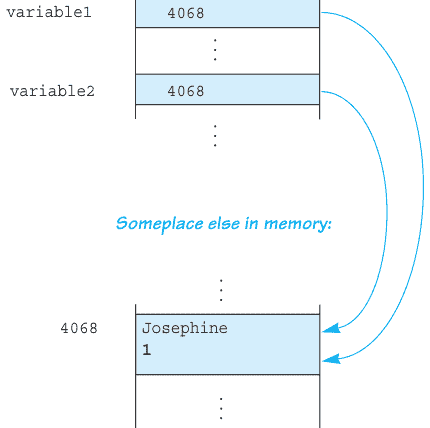 variable1 4068
variable2 4068
Someplace else in memory:
4068 Josephine
1